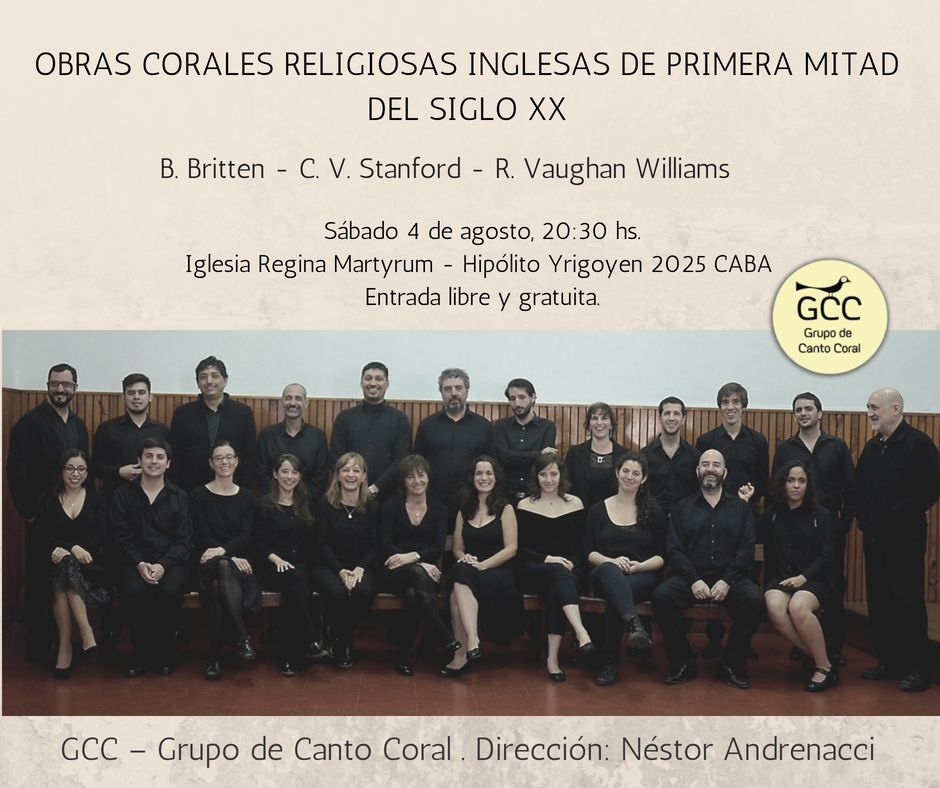 OBRAS CORALES RELIGIOSAS INGLESAS DE PRIMERA MITAD
DEL SIGLO XX
B. Britten - C. V. Stanford - R. Vaughan Williams
Sábado 4 de agosto, 20:30 hs.
Iglesia Regina Martyrum - Hipólito Yrigoyen 2025 CABA
Entrada libre y gratuita.
GCC
Grupo de
Canto Coral
GCC – Grupo de Canto Coral . Dirección: Néstor Andrenacci